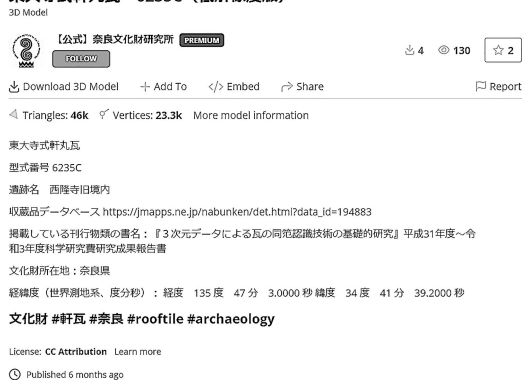 3D Model
【公式】奈良文化財研究所 PREMIUM
FOLLOW
4 130 2
Download 3D Model Add To Embed Share Report
Triangles: 46k Vertices: 23.3k More model information
東大寺式軒丸瓦
型式番号 6235C
遺跡名　西隆寺旧境内
収蔵品データベース https://jmapps.ne.jp/nabunken/det.html?data_id=194883
掲載している刊行物類の書名：『３次元データによる瓦の同笵認識技術の基礎的研究』平成31年度～令
和3年度科学研究費研究成果報告書
文化財所在地：奈良県
経緯度（世界測地系、度分秒）： 経度　135 度　47 分　3.0000 秒 緯度　34 度　41 分　39.2000 秒
文化財 #軒瓦 #奈良 #rooftile #archaeology
License: CC Attribution Learn more
Published 6 months ago